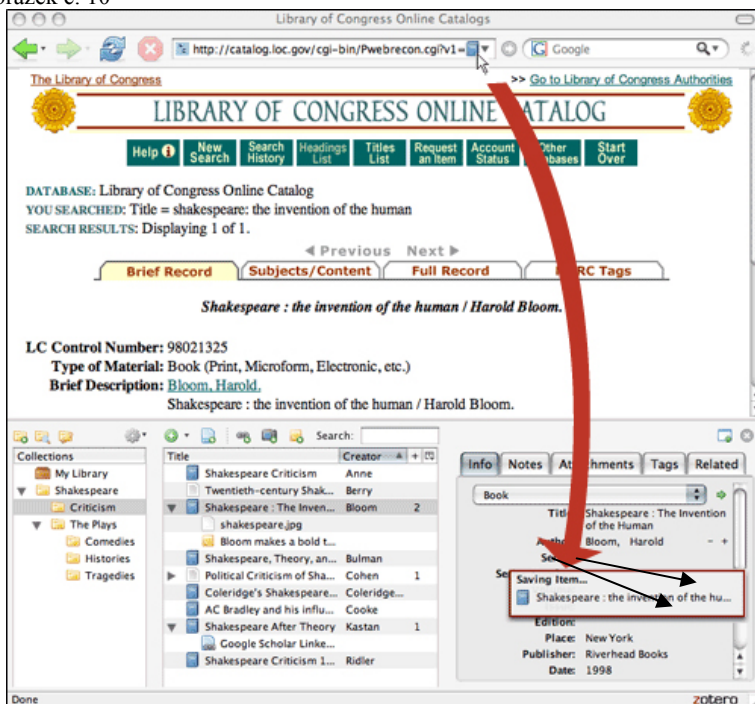 Library of Congress Online Catalogs
http://catalog.loc.gov/cgi-bin/Pwebrecon.cgi?v1=
Google
The Library of Congress
>> Go to Library of Congress Authorities
LIBRARY OF CONGRESS ONLINE CATALOG
Help New Search Search History Headings List Titles List Request an Item Account Status Other Start Over
DATABASE: Library of Congress Online Catalog
YOU SEARCHED: Title = shakespeare: the invention of the human
SEARCH RESULTS: Displaying 1 of 1.
Previous Next
Brief Record Subjects/Content Full Record Tags
Shakespeare : the invention of the human / Harold Bloom.
LC Control Number: 98021325
Type of Material: Book (Print, Microform, Electronic, etc.)
Brief Description: Bloom, Harold.
Shakespeare : the invention of the human / Harold Bloom.
Search:
Collections
My Library
Shakespeare
Criticism
The Plays
Comedies
Histories
Tragedies
Title Creator +
Shakespeare Criticism Anne
Twentieth-century Shak... Berry
Shakespeare : The Inven... Bloom 2
shakespeare.jpg
Bloom makes a bold t...
Shakespeare, Theory, an... Bulman
Political Criticism of Sha... Cohen 1
Coleridge's Shakespeare... Coleridge...
AC Bradley and his influ... Cooke
Shakespeare After Theory Kastan 1
Google Scholar Linke...
Shakespeare Criticism 1... Ridler
Info Notes Attachments Tags Related
Book
Title: Shakespeare : The Invention
of the Human
Author: Bloom, Harold - +
Saving Item...
Shakespeare : the invention of the hu...
Edition:
Place: New York
Publisher: Riverhead Books
Date: 1998
Done
zotero